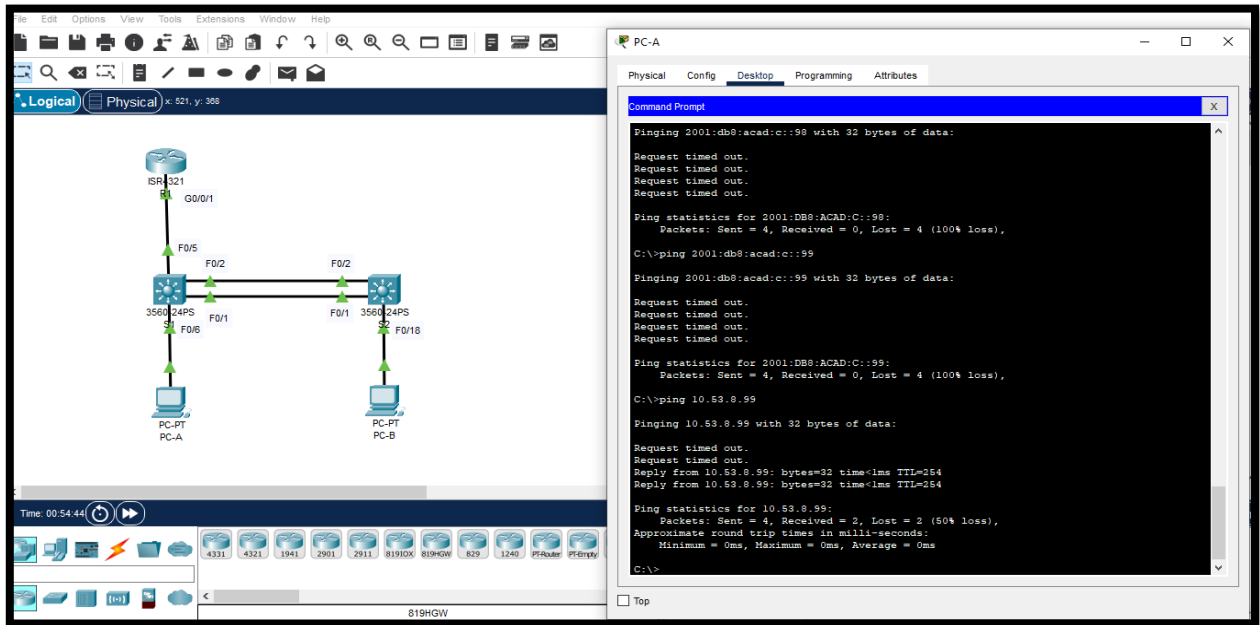 File Edit Options View Tools Extensions Window Help
Logical
Physical
x: 521, y: 368
ISR4321
R1
G0/0/1
F0/5
F0/2
F0/2
3560-24PS
S1
F0/1
F0/6
F0/1
3560-24PS
S2
F0/18
PC-PT
PC-A
PC-PT
PC-B
Time: 00:54:44
4331 4321 1941 2901 2911 819IOX 819HGW 829 1240 PT-Router PT-Empty
819HGW
PC-A
Physical Config Desktop Programming Attributes
Command Prompt
X
Pinging 2001:db8:acad:c::98 with 32 bytes of data:
Request timed out.
Request timed out.
Request timed out.
Request timed out.
Ping statistics for 2001:DB8:ACAD:C::98:
Packets: Sent = 4, Received = 0, Lost = 4 (100% loss),
C:\>ping 2001:db8:acad:c::99
Pinging 2001:db8:acad:c::99 with 32 bytes of data:
Request timed out.
Request timed out.
Request timed out.
Request timed out.
Ping statistics for 2001:DB8:ACAD:C::99:
Packets: Sent = 4, Received = 0, Lost = 4 (100% loss),
C:\>ping 10.53.8.99
Pinging 10.53.8.99 with 32 bytes of data:
Request timed out.
Request timed out.
Reply from 10.53.8.99: bytes=32 time<1ms TTL=254
Reply from 10.53.8.99: bytes=32 time<1ms TTL=254
Ping statistics for 10.53.8.99:
Packets: Sent = 4, Received = 2, Lost = 2 (50% loss),
Approximate round trip times in milli-seconds:
Minimum = 0ms, Maximum = 0ms, Average = 0ms
C:\>
Top